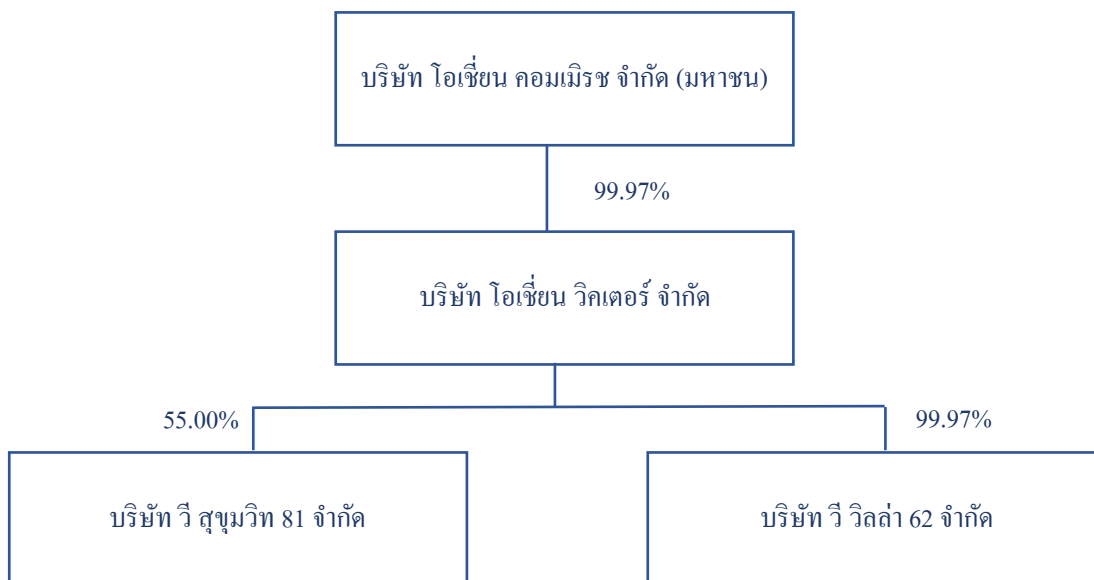 บริษัท โอเชี่ยน คอมเมิรช จำกัด (มหาชน)
99.97%
บริษัท โอเชี่ยน วิคเตอร์ จำกัด
55.00%
99.97%
บริษัท วี สุขุมวิท 81 จำกัด
บริษัท วี วิลล่า 62 จำกัด